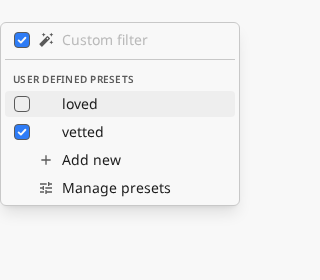 Custom filter
USER DEFINED PRESETS
loved
vetted
Add new
Manage presets